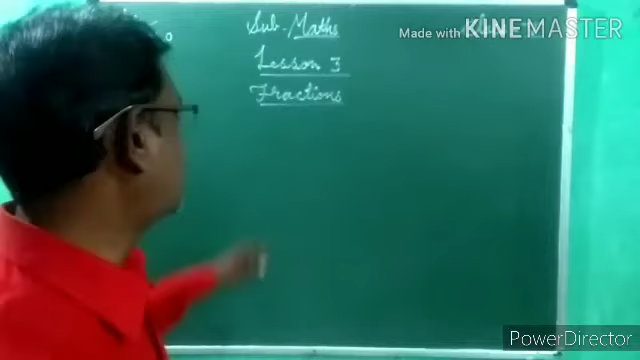 Sub- Maths
Lesson 3
Fractions
Made with KINEMASTER
PowerDirector